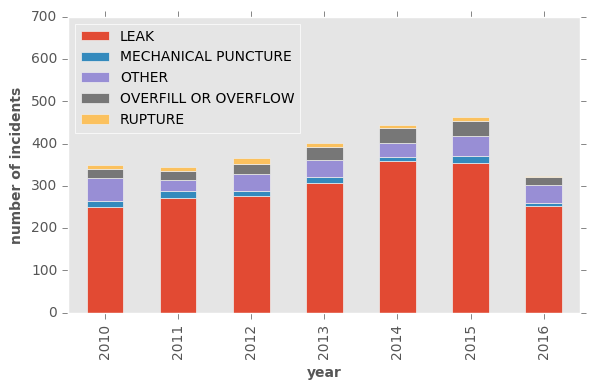 700
600
500
400
300
200
100
0
number of incidents
LEAK
MECHANICAL PUNCTURE
OTHER
OVERFILL OR OVERFLOW
RUPTURE
2010
2011
2012
2013
2014
2015
2016
year